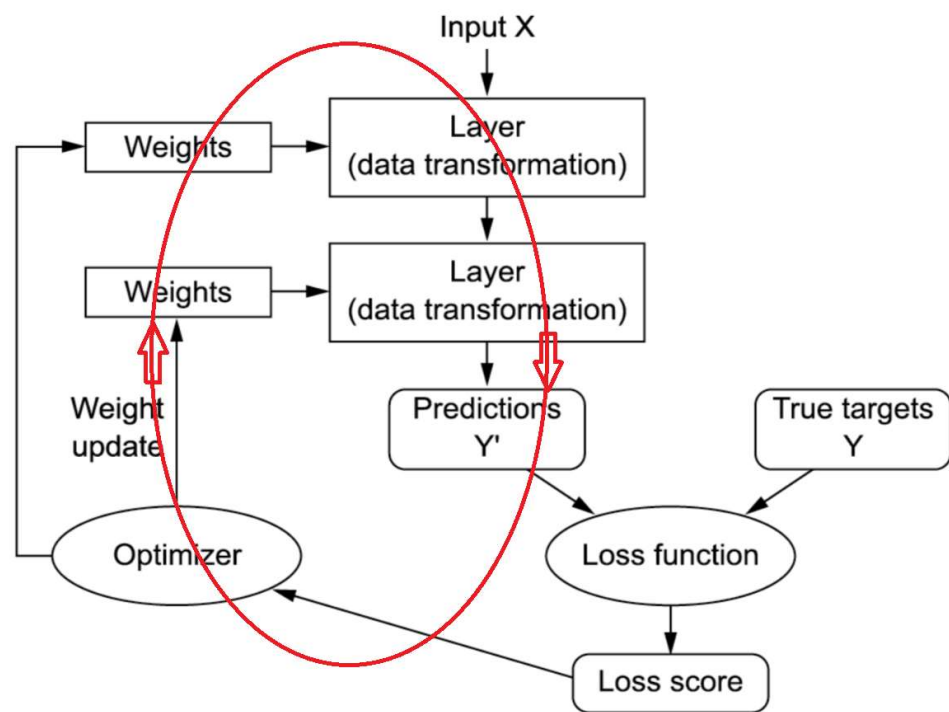 Input X
Weights
Layer
(data transformation)
Weights
Layer
(data transformation)
Weight
update
Predictions
Y'
True targets
Y
Optimizer
Loss function
Loss score